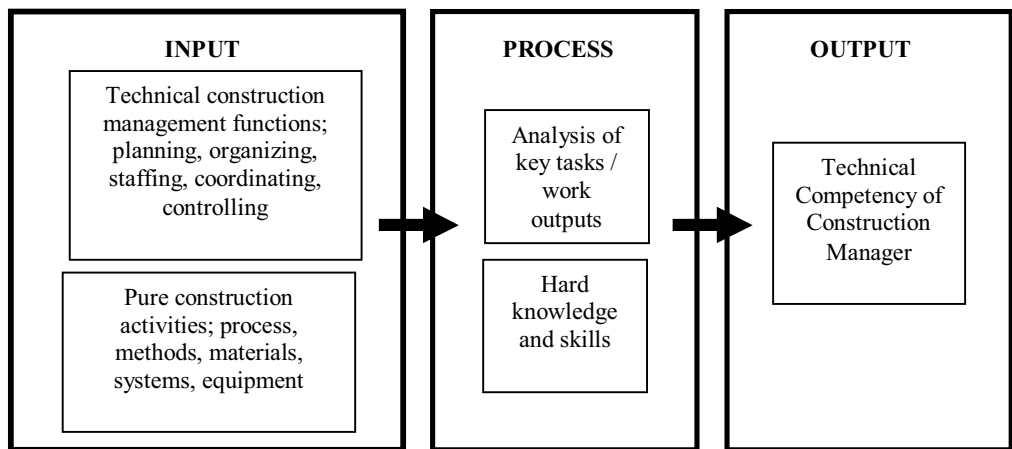 INPUT
Technical construction
management functions;
planning, organizing,
staffing, coordinating,
controlling
Pure construction
activities; process,
methods, materials,
systems, equipment
PROCESS
Analysis of
key tasks /
work
outputs
Hard
knowledge
and skills
OUTPUT
Technical
Competency of
Construction
Manager